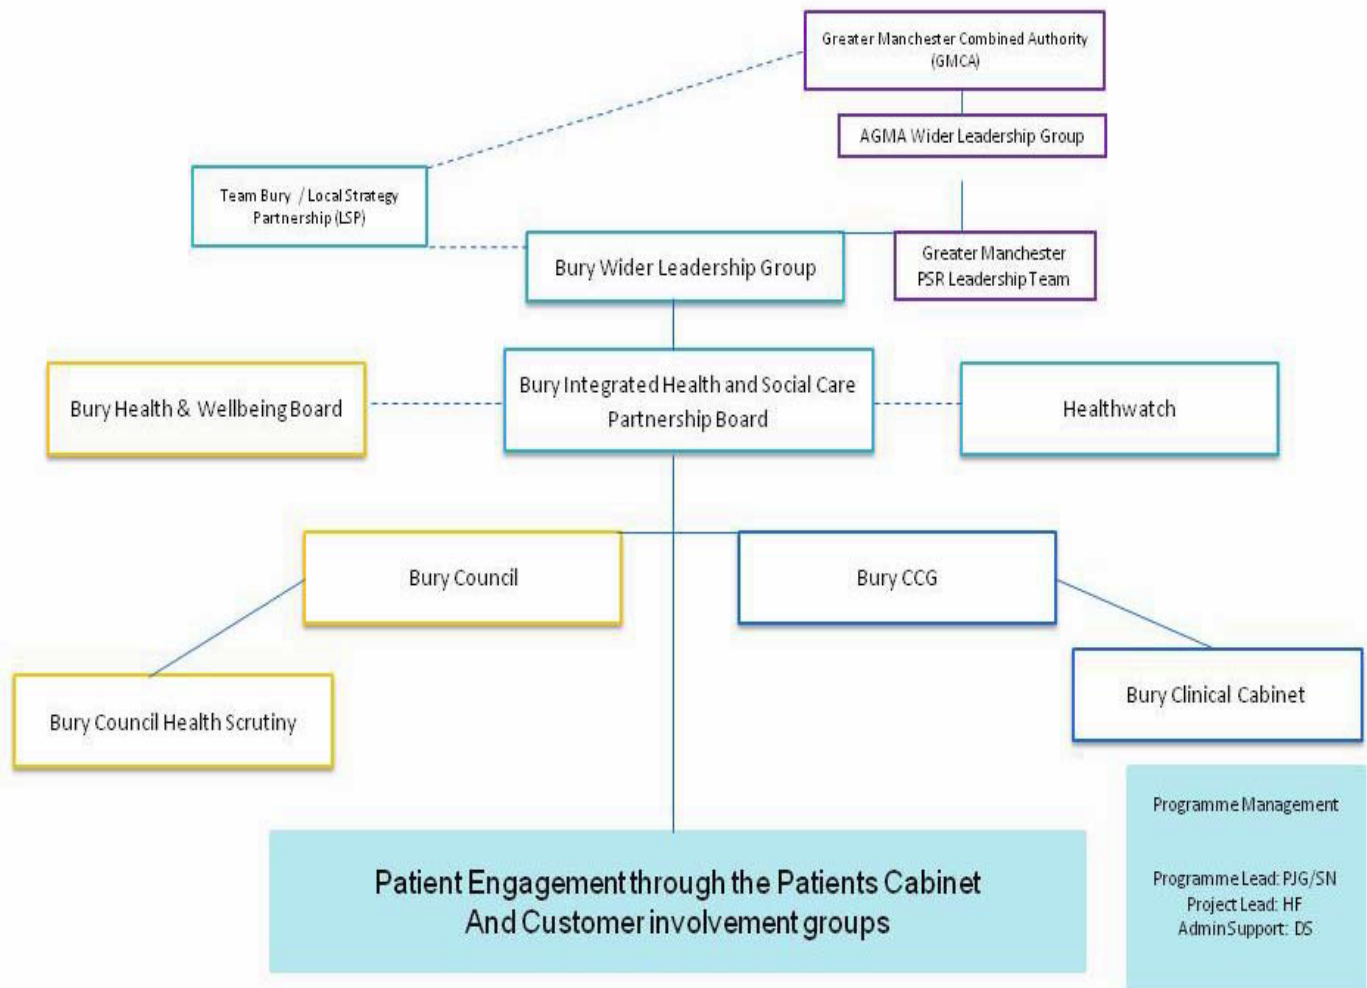 Greater Manchester Combined Authority
(GMCA)
AGMA Wider Leadership Group
Team Bury / Local Strategy
Partnership (LSP)
Bury Wider Leadership Group
Greater Manchester
PSR Leadership Team
Bury Health & Wellbeing Board
Bury Integrated Health and Social Care
Partnership Board
Healthwatch
Bury Council
Bury CCG
Bury Council Health Scrutiny
Bury Clinical Cabinet
Programme Management
Programme Lead: PJG/SN
Project Lead: HF
Admin Support: DS
Patient Engagement through the Patients Cabinet
And Customer involvement groups